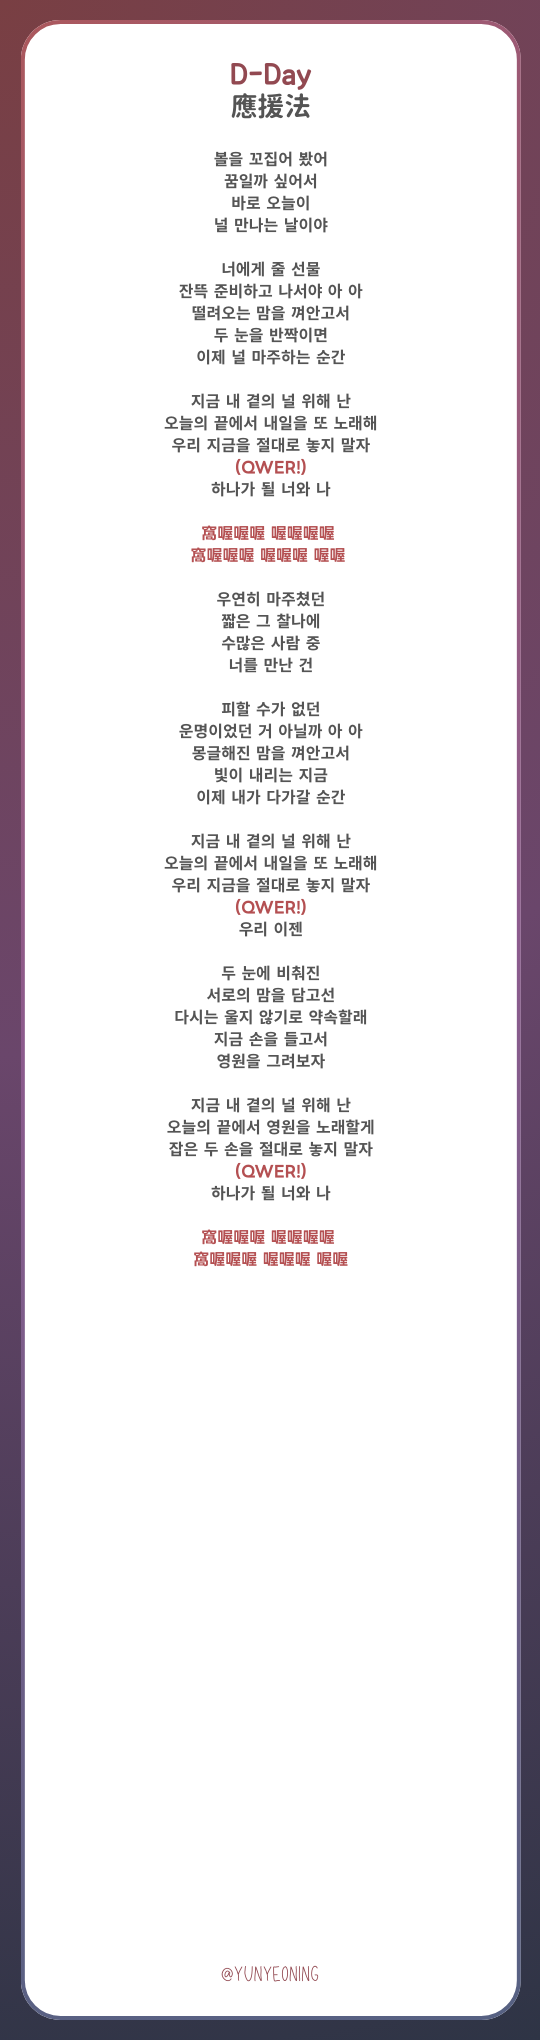 D-Day
應援法
볼을 꼬집어 봤어
꿈일까 싶어서
바로 오늘이
널 만나는 날이야
너에게 줄 선물
잔뜩 준비하고 나서야 아 아
떨려오는 맘을 껴안고서
두 눈을 반짝이면
이제 널 마주하는 순간
지금 내 곁의 널 위해 난
오늘의 끝에서 내일을 또 노래해
우리 지금을 절대로 놓지 말자
(QWER!)
하나가 될 너와 나
窩喔喔喔 喔喔喔喔
窩喔喔喔 喔喔喔 喔喔
우연히 마주쳤던
짧은 그 찰나에
수많은 사람 중
너를 만난 건
피할 수가 없던
운명이었던 거 아닐까 아 아
몽글해진 맘을 껴안고서
빛이 내리는 지금
이제 내가 다가갈 순간
지금 내 곁의 널 위해 난
오늘의 끝에서 내일을 또 노래해
우리 지금을 절대로 놓지 말자
(QWER!)
우리 이젠
두 눈에 비춰진
서로의 맘을 담고선
다시는 울지 않기로 약속할래
지금 손을 들고서
영원을 그려보자
지금 내 곁의 널 위해 난
오늘의 끝에서 영원을 노래할게
잡은 두 손을 절대로 놓지 말자
(QWER!)
하나가 될 너와 나
窩喔喔喔 喔喔喔喔
窩喔喔喔 喔喔喔 喔喔
@YUNYEONING